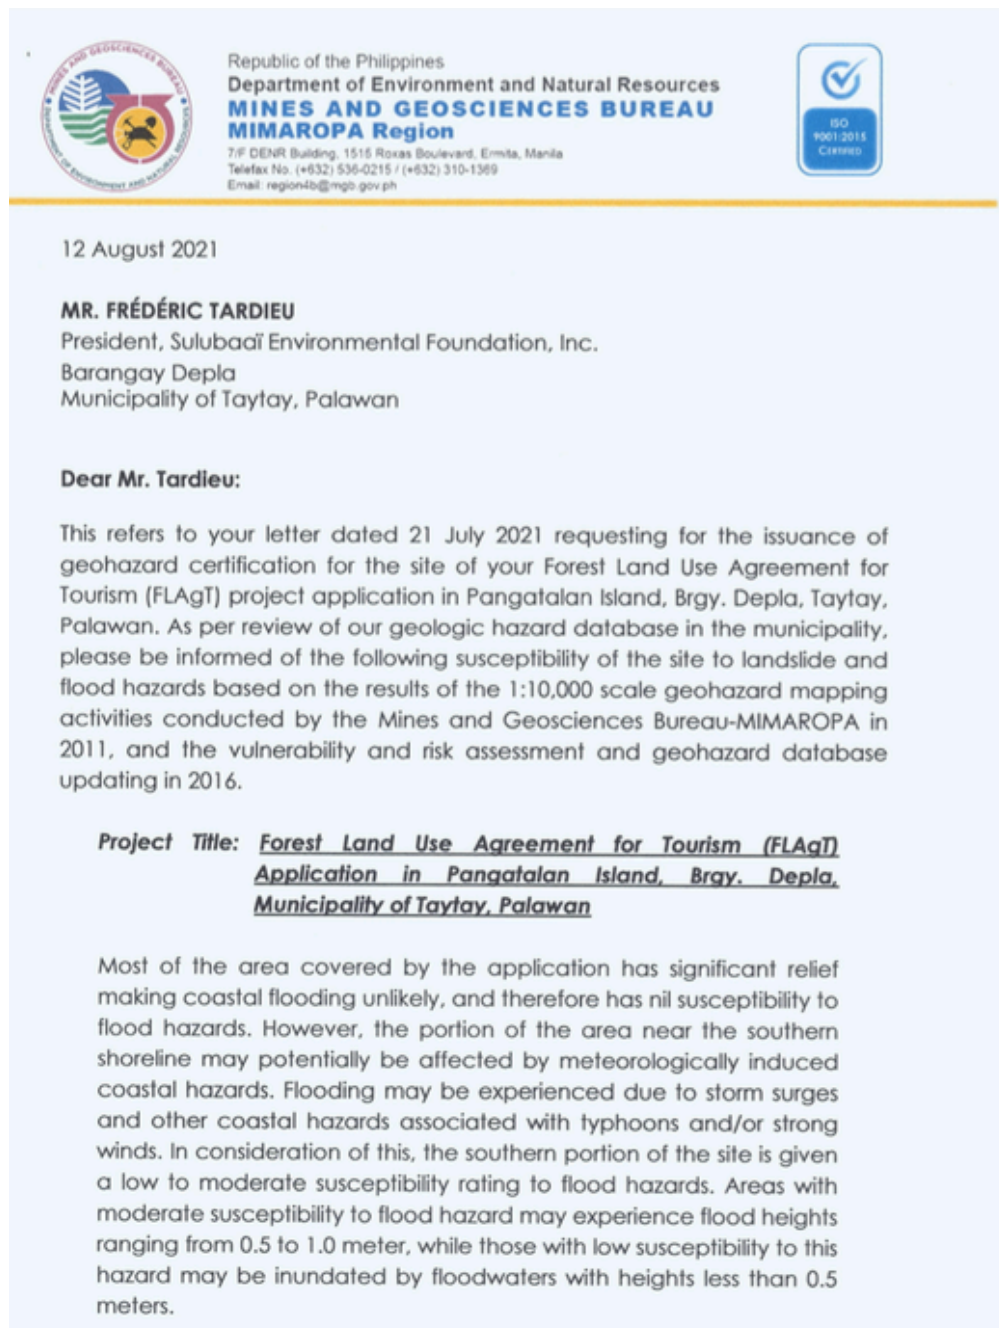 MINES AND GEOSCIENCES BUREAU
DEPARTMENT OF ENVIRONMENT AND NATURAL RESOURCES
Republic of the Philippines
Department of Environment and Natural Resources
MINES AND GEOSCIENCES BUREAU
MIMAROPA Region
7/F DENR Building, 1515 Roxas Boulevard, Ermita, Manila
Telefax No. (+632) 536-0215 / (+632) 310-1369
Email: region4b@mgb.gov.ph
ISO
9001:2015
CERTIFIED
12 August 2021
MR. FRÉDÉRIC TARDIEU
President, Sulubaaï Environmental Foundation, Inc.
Barangay Depla
Municipality of Taytay, Palawan
Dear Mr. Tardieu:
This refers to your letter dated 21 July 2021 requesting for the issuance of
geohazard certification for the site of your Forest Land Use Agreement for
Tourism (FLAgT) project application in Pangatalan Island, Brgy. Depla, Taytay,
Palawan. As per review of our geologic hazard database in the municipality,
please be informed of the following susceptibility of the site to landslide and
flood hazards based on the results of the 1:10,000 scale geohazard mapping
activities conducted by the Mines and Geosciences Bureau-MIMAROPA in
2011, and the vulnerability and risk assessment and geohazard database
updating in 2016.
Project Title: Forest Land Use Agreement for Tourism (FLAgT)
Application in Pangatalan Island, Brgy. Depla,
Municipality of Taytay, Palawan
Most of the area covered by the application has significant relief
making coastal flooding unlikely, and therefore has nil susceptibility to
flood hazards. However, the portion of the area near the southern
shoreline may potentially be affected by meteorologically induced
coastal hazards. Flooding may be experienced due to storm surges
and other coastal hazards associated with typhoons and/or strong
winds. In consideration of this, the southern portion of the site is given
a low to moderate susceptibility rating to flood hazards. Areas with
moderate susceptibility to flood hazard may experience flood heights
ranging from 0.5 to 1.0 meter, while those with low susceptibility to this
hazard may be inundated by floodwaters with heights less than 0.5
meters.